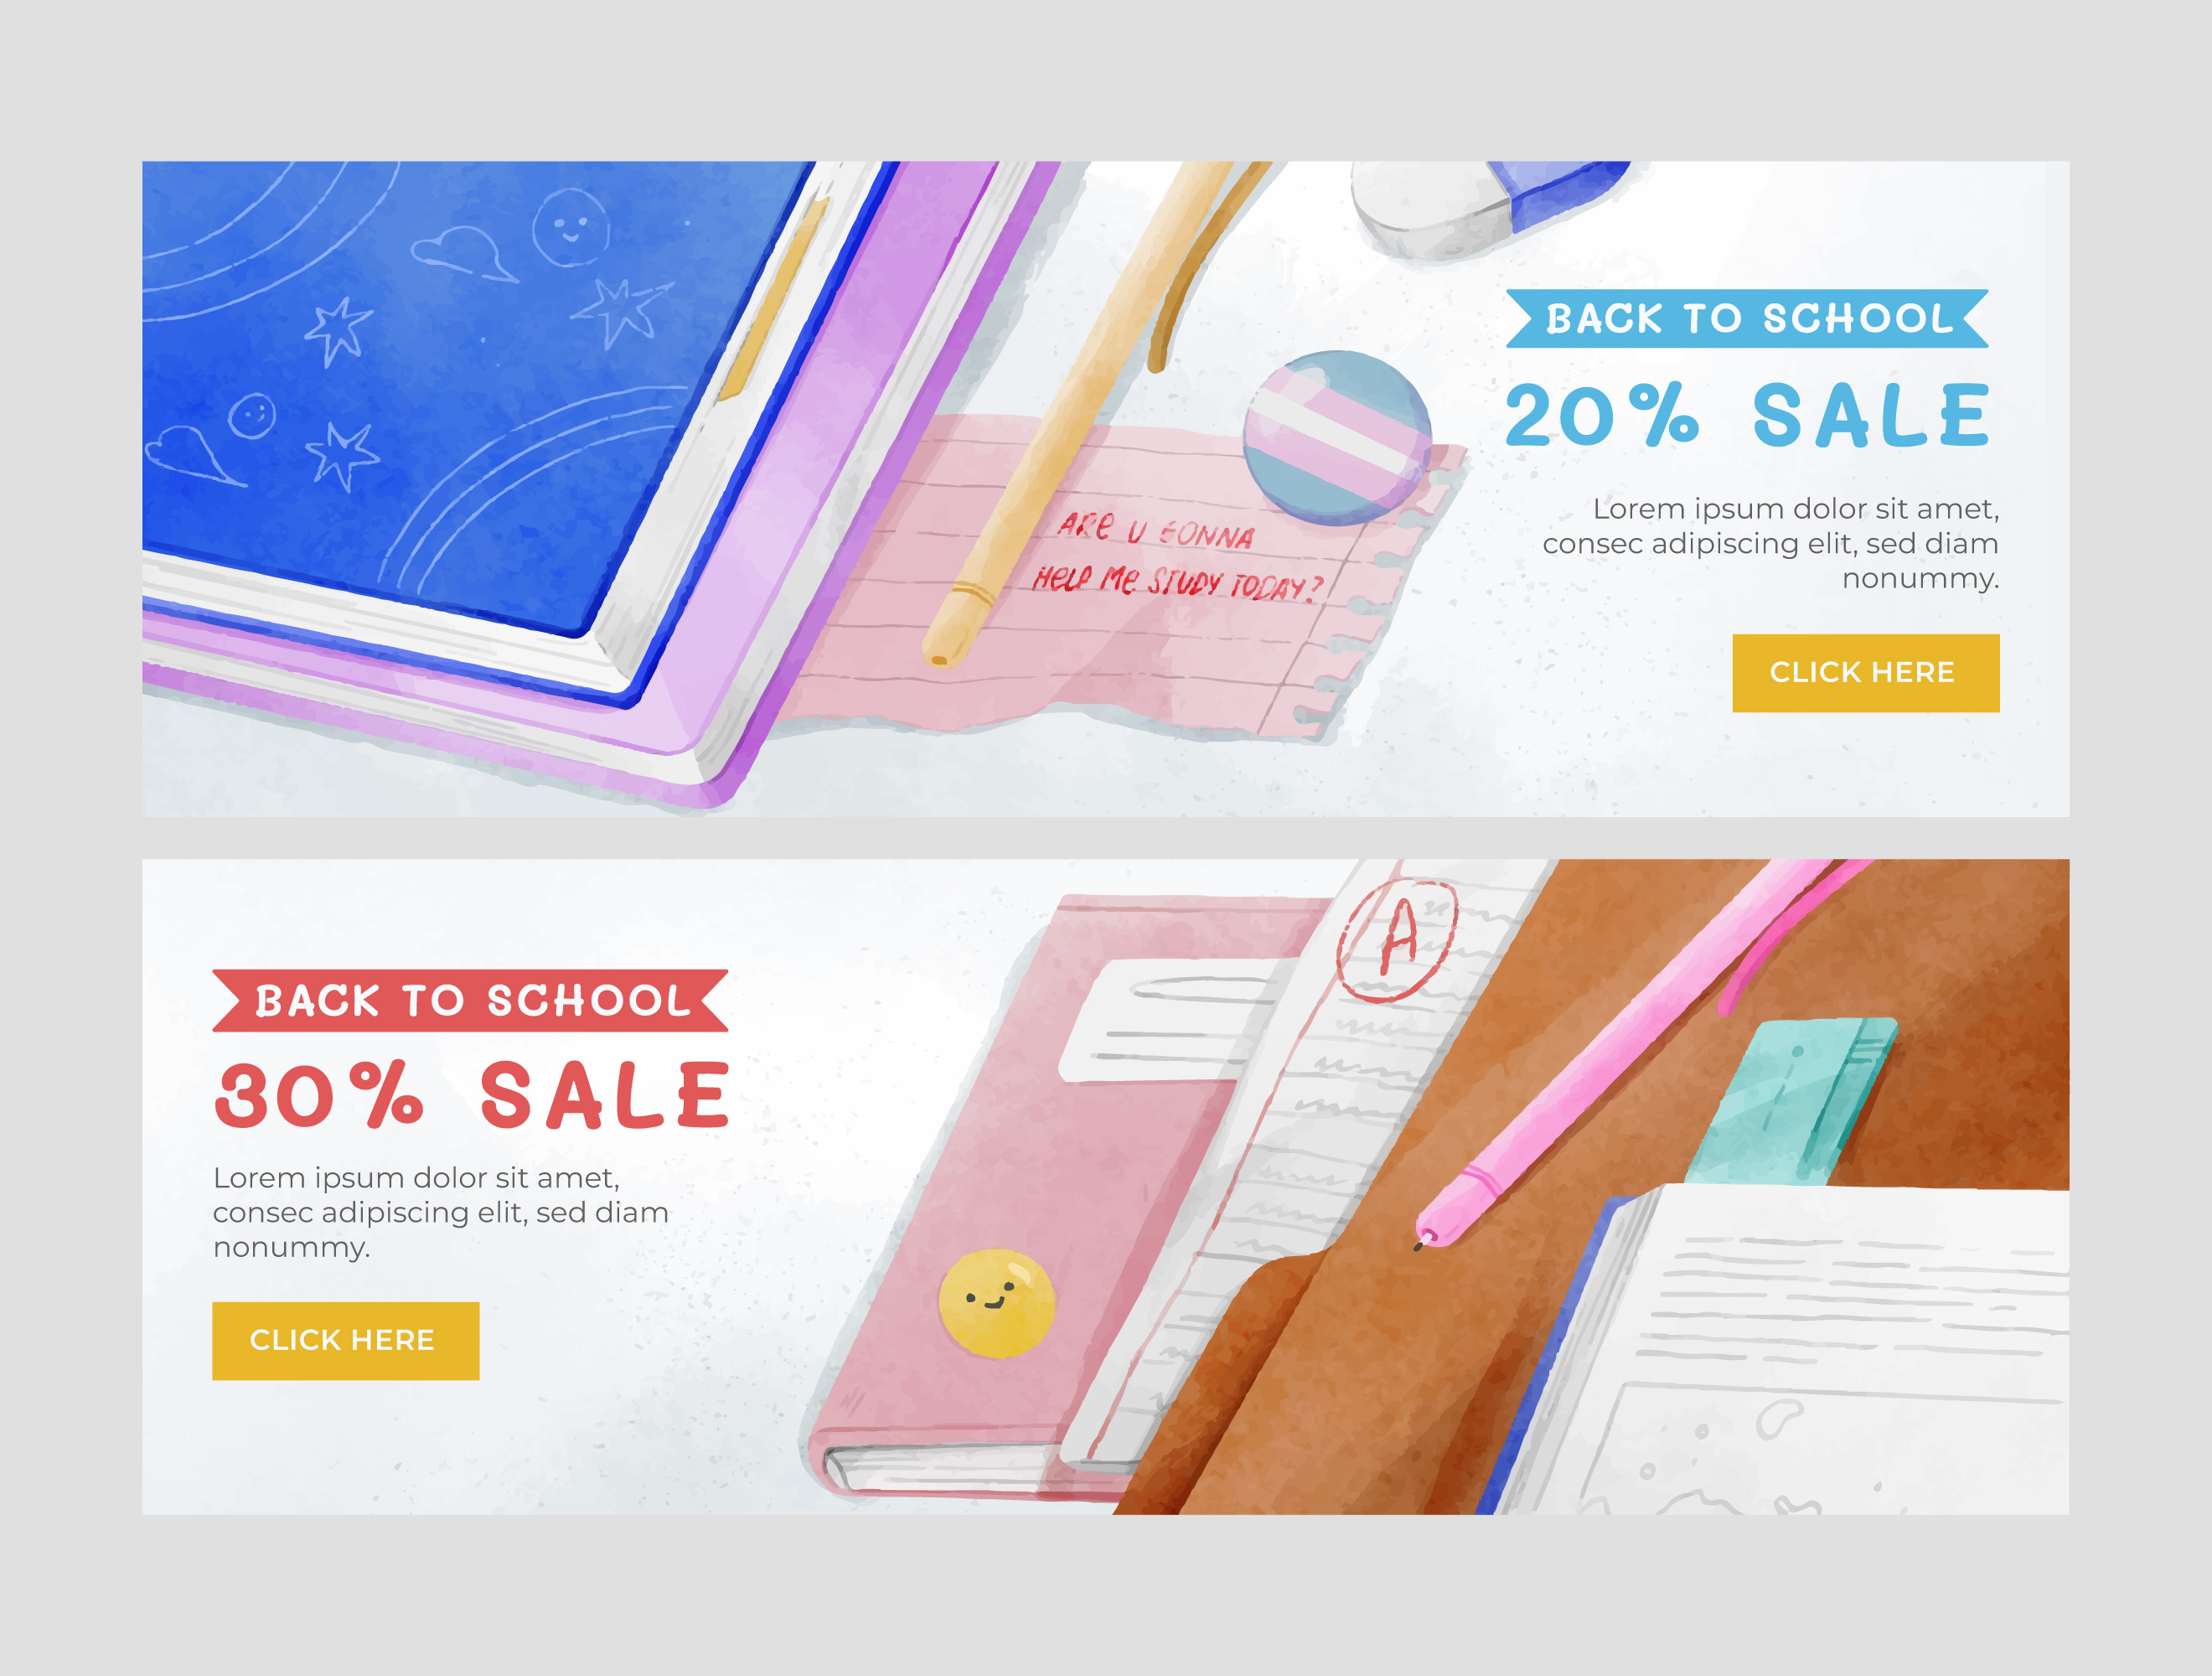 BACK TO SCHOOL
20% SALE
Lorem ipsum dolor sit amet,
consec adipiscing elit, sed diam
nonummy.
CLICK HERE
ARE U GONNA
HELP ME STUDY TODAY?
BACK TO SCHOOL
30% SALE
Lorem ipsum dolor sit amet,
consec adipiscing elit, sed diam
nonummy.
CLICK HERE
A